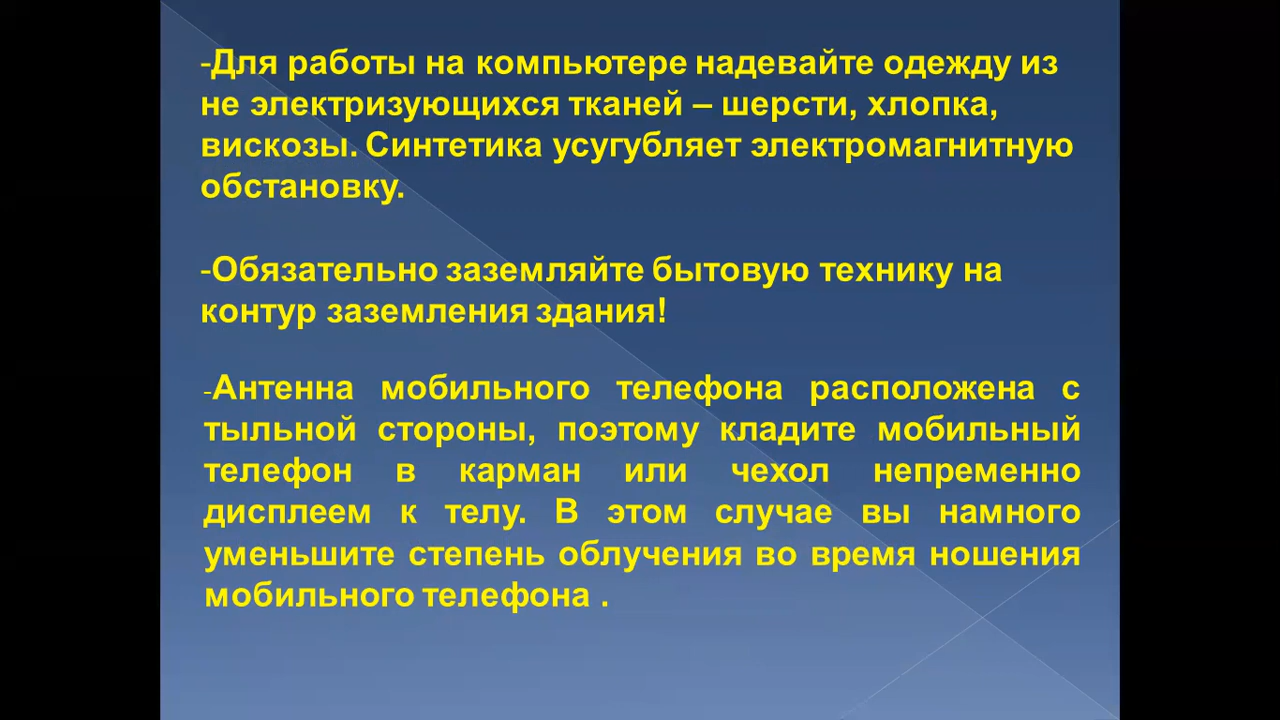 -Для работы на компьютере надевайте одежду из
не электризующихся тканей – шерсти, хлопка,
вискозы. Синтетика усугубляет электромагнитную
обстановку.
-Обязательно заземляйте бытовую технику на
контур заземления здания!
-Антенна мобильного телефона расположена с
тыльной стороны, поэтому кладите мобильный
телефон в карман или чехол непременно
дисплеем к телу. В этом случае вы намного
уменьшите степень облучения во время ношения
мобильного телефона .